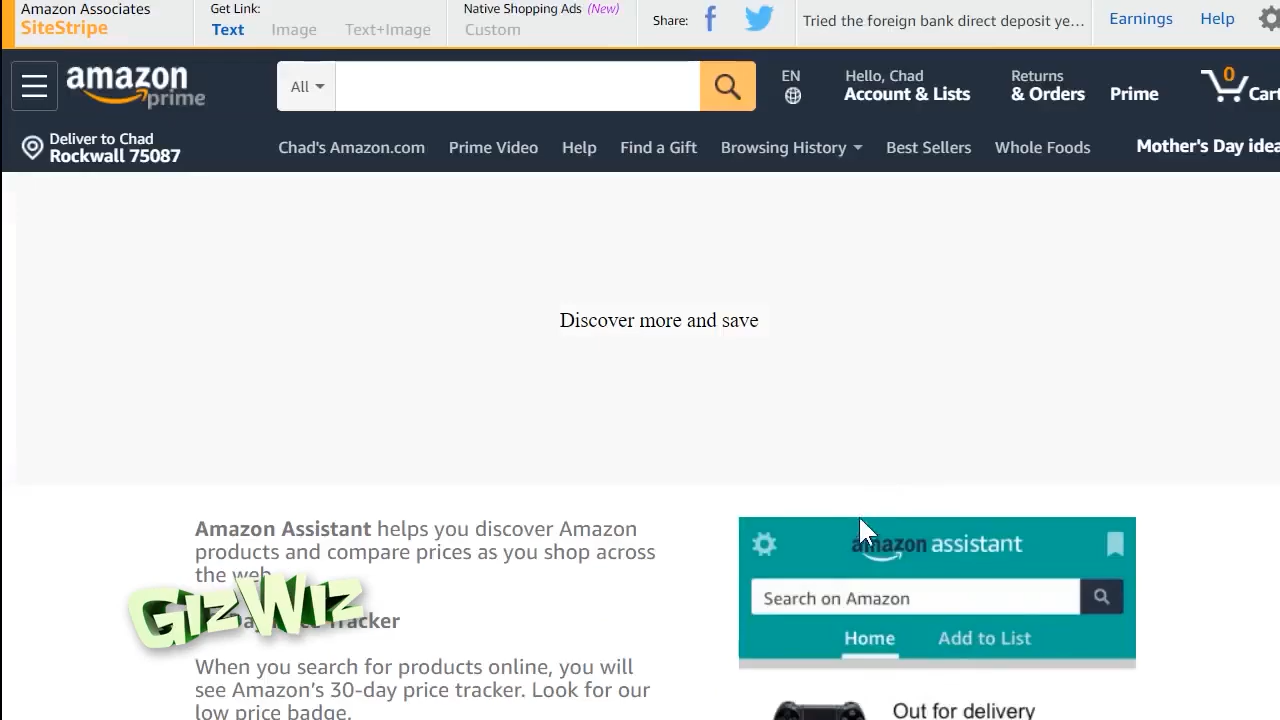 Amazon Associates
SiteStripe
Get Link:
Text Image Text+Image
Native Shopping Ads (New)
Custom
Share:
Tried the foreign bank direct deposit ye...
Earnings
Help
amazon
prime
All
EN
Hello, Chad
Account & Lists
Returns
& Orders
Prime
0
Cart
Deliver to Chad
Rockwall 75087
Chad's Amazon.com
Prime Video
Help
Find a Gift
Browsing History
Best Sellers
Whole Foods
Mother's Day idea
Discover more and save
Amazon Assistant helps you discover Amazon
products and compare prices as you shop across
the web.
GizWiz
Tracker
When you search for products online, you will
see Amazon's 30-day price tracker. Look for our
low price badge.
amazon assistant
Search on Amazon
Home
Add to List
Out for delivery